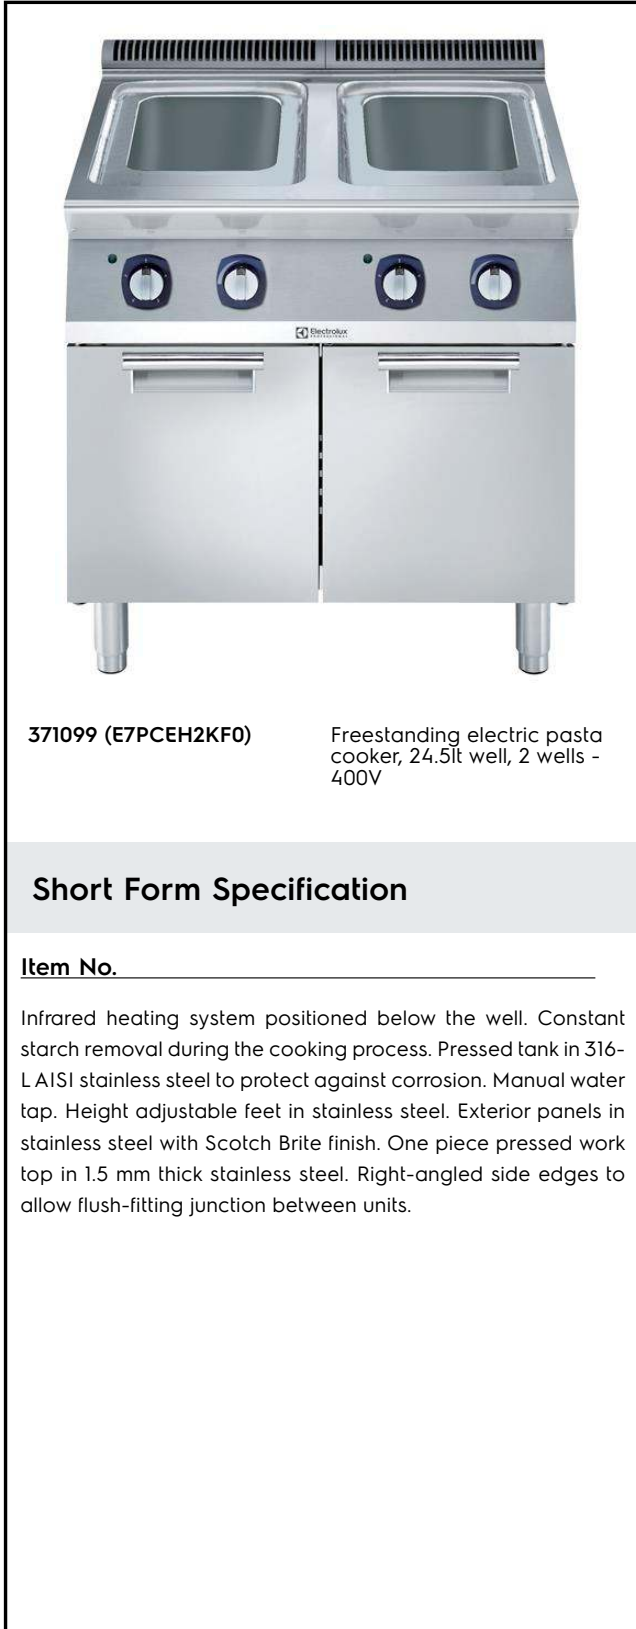 Electrolux
PROFESSIONAL
371099 (E7PCEH2KF0)
Freestanding electric pasta
cooker, 24.5lt well, 2 wells -
400V
Short Form Specification
Item No.
Infrared heating system positioned below the well. Constant
starch removal during the cooking process. Pressed tank in 316-
L AISI stainless steel to protect against corrosion. Manual water
tap. Height adjustable feet in stainless steel. Exterior panels in
stainless steel with Scotch Brite finish. One piece pressed work
top in 1.5 mm thick stainless steel. Right-angled side edges to
allow flush-fitting junction between units.